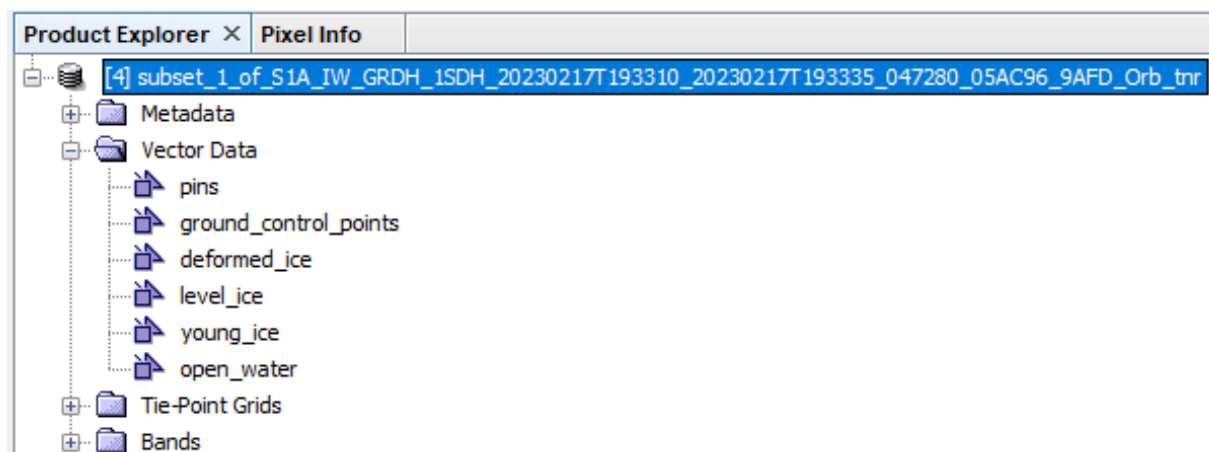 Product Explorer × Pixel Info
[4] subset_1_of_S1A_IW_GRDH_1SDH_20230217T193310_20230217T193335_047280_05AC96_9AFD_Orb_tnr
Metadata
Vector Data
pins
ground_control_points
deformed_ice
level_ice
young_ice
open_water
Tie-Point Grids
Bands